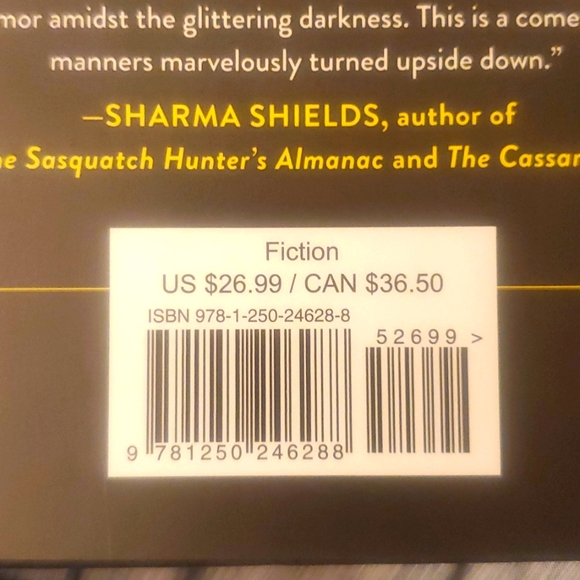 mor amidst the glittering darkness. This is a come
manners marvelously turned upside down.”
—SHARMA SHIELDS, author of
e Sasquatch Hunter’s Almanac and The Cassan
Fiction
US $26.99 / CAN $36.50
ISBN 978-1-250-24628-8
52699 >
9 781250 246288